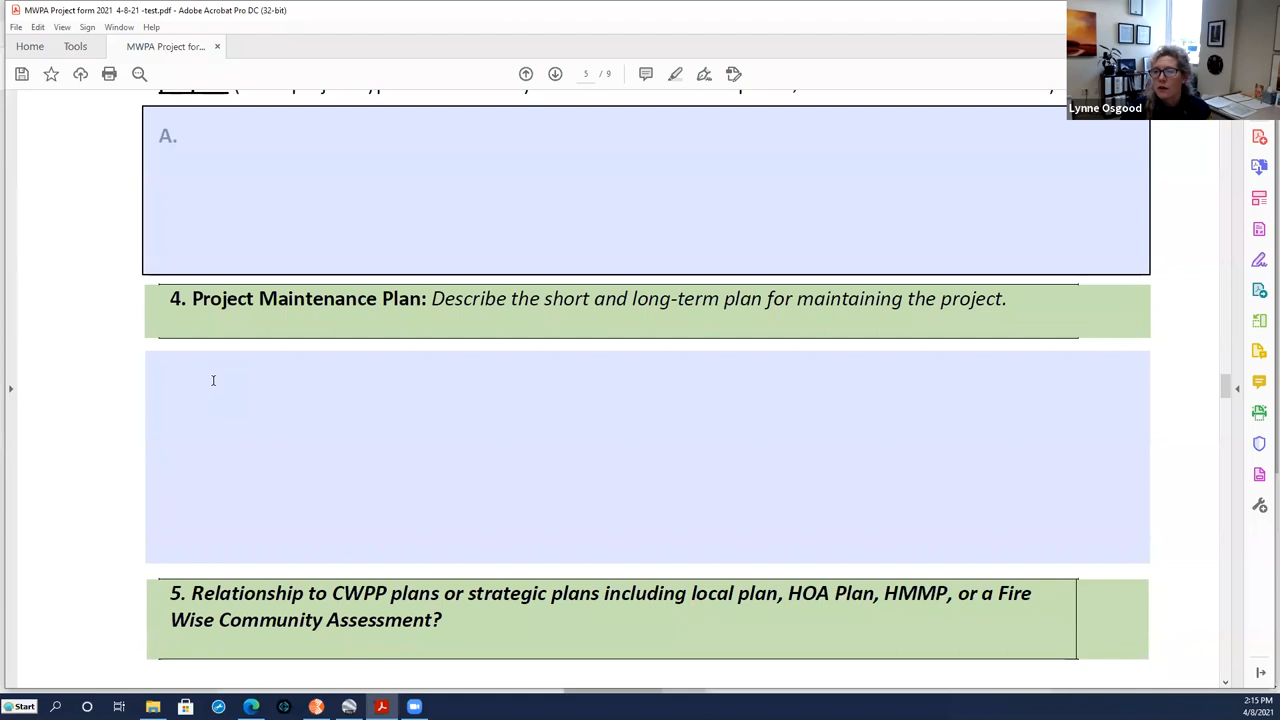 MWPA Project form 2021 4-8-21 -test.pdf - Adobe Acrobat Pro DC (32-bit)
File Edit View Sign Window Help
Home Tools MWPA Project for... ×
5 / 9
Lynne Osgood
A.
4. Project Maintenance Plan: Describe the short and long-term plan for maintaining the project.
5. Relationship to CWPP plans or strategic plans including local plan, HOA Plan, HMMP, or a Fire
Wise Community Assessment?
Start
2:15 PM
4/8/2021